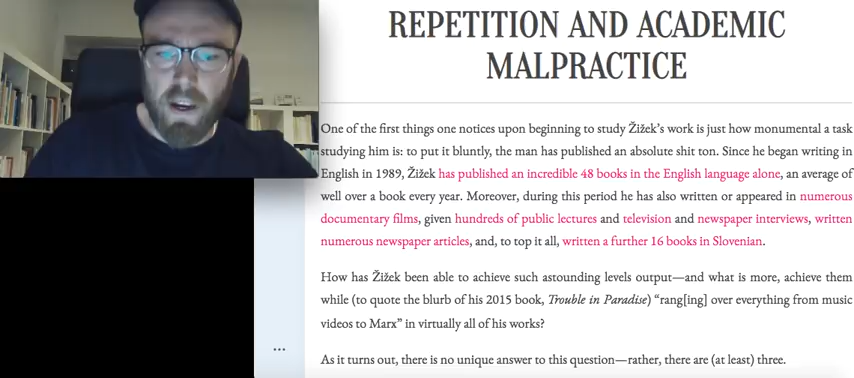 REPETITION AND ACADEMIC
MALPRACTICE
One of the first things one notices upon beginning to study Žižek's work is just how monumental a task
studying him is: to put it bluntly, the man has published an absolute shit ton. Since he began writing in
English in 1989, Žižek has published an incredible 48 books in the English language alone, an average of
well over a book every year. Moreover, during this period he has also written or appeared in numerous
documentary films, given hundreds of public lectures and television and newspaper interviews, written
numerous newspaper articles, and, to top it all, written a further 16 books in Slovenian.
How has Žižek been able to achieve such astounding levels output—and what is more, achieve them
while (to quote the blurb of his 2015 book, Trouble in Paradise) “rang[ing] over everything from music
videos to Marx” in virtually all of his works?
As it turns out, there is no unique answer to this question—rather, there are (at least) three.
...